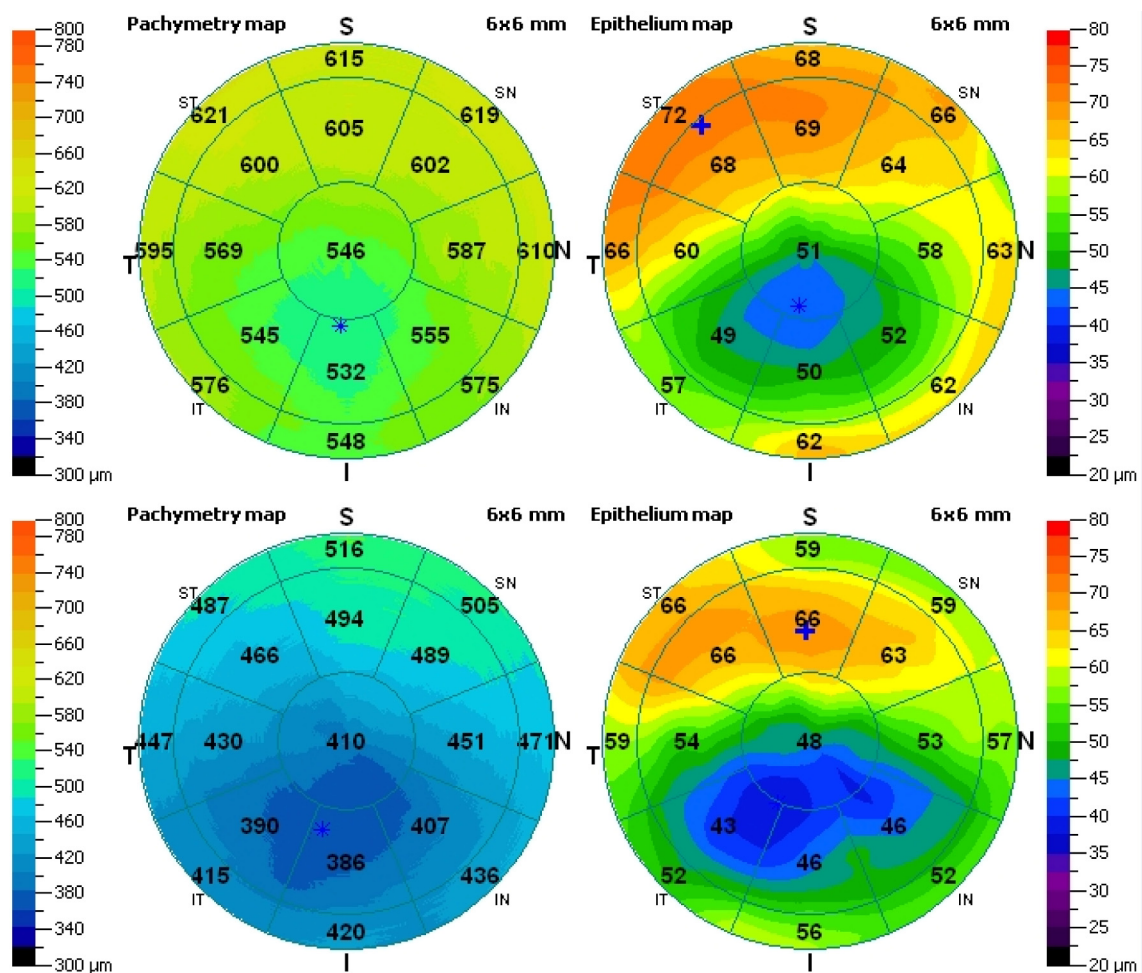 Pachymetry map S 6x6 mm Epithelium map S 6x6 mm
800 80
780
740 75
700 70
660 65
620 60
580 55
540 50
500 45
460 40
420 35
380 30
340 25
300 µm 20 µm
615
ST 621 619 SN
605
600 602
T 595 569 546 587 610 N
545 555
532
576 575
IT IN
548
I
68
ST 72 66 SN
69
68 64
T 66 60 51 58 63 N
49 52
50
57 62
IT IN
62
I
Pachymetry map S 6x6 mm Epithelium map S 6x6 mm
800 80
780
740 75
700 70
660 65
620 60
580 55
540 50
500 45
460 40
420 35
380 30
340 25
300 µm 20 µm
516
ST 487 505 SN
494
466 489
T 447 430 410 451 471 N
390 407
386
415 436
IT IN
420
I
59
ST 66 59 SN
66
66 63
T 59 54 48 53 57 N
43 46
46
52 52
IT IN
56
I